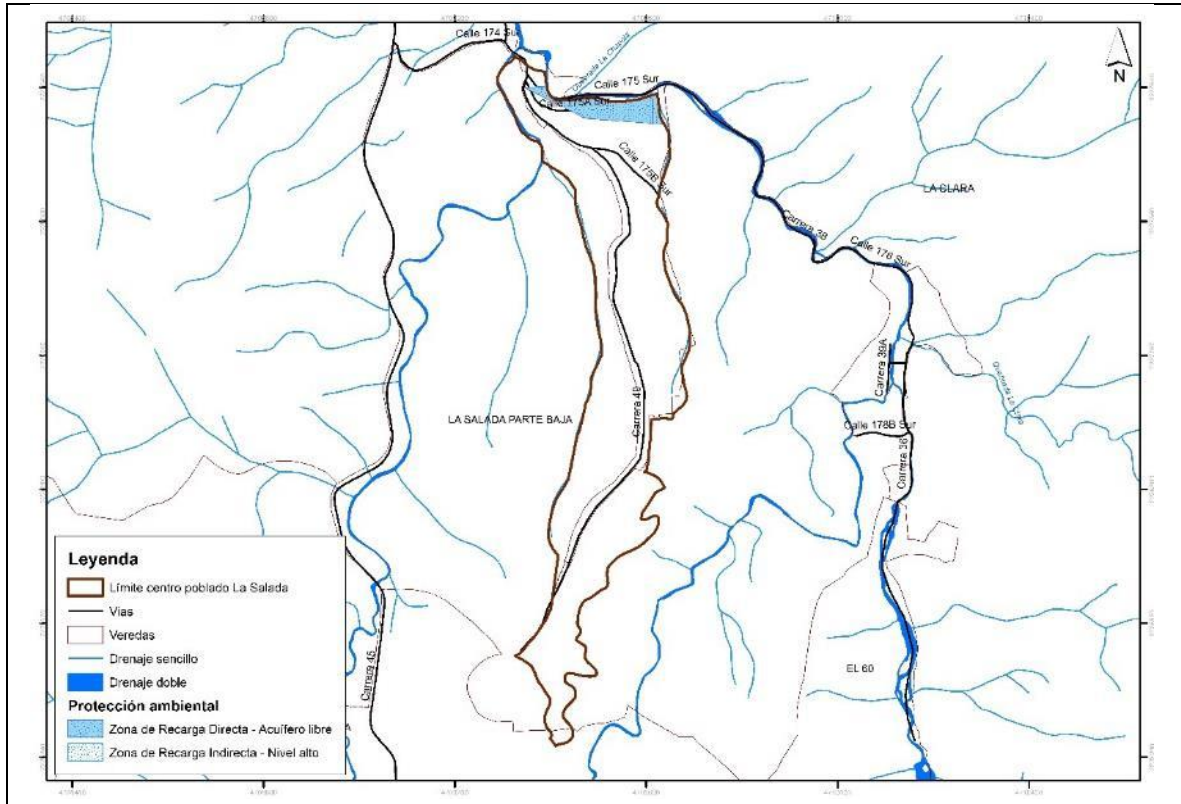 Calle 174 Sur
Calle 175 Sur
Calle 175A Sur
Calle 175B Sur
N
LA CLARA
Carrera 38
Calle 176 Sur
Carrera 39A
LA SALADA PARTE BAJA
Carrera 49
Calle 178B Sur
Carrera 36
EL 60
Carrera 45
Leyenda
Límite centro poblado La Salada
Vías
Veredas
Drenaje sencillo
Drenaje doble
Protección ambiental
Zona de Recarga Directa - Acuífero libre
Zona de Recarga Indirecta - Nivel alto